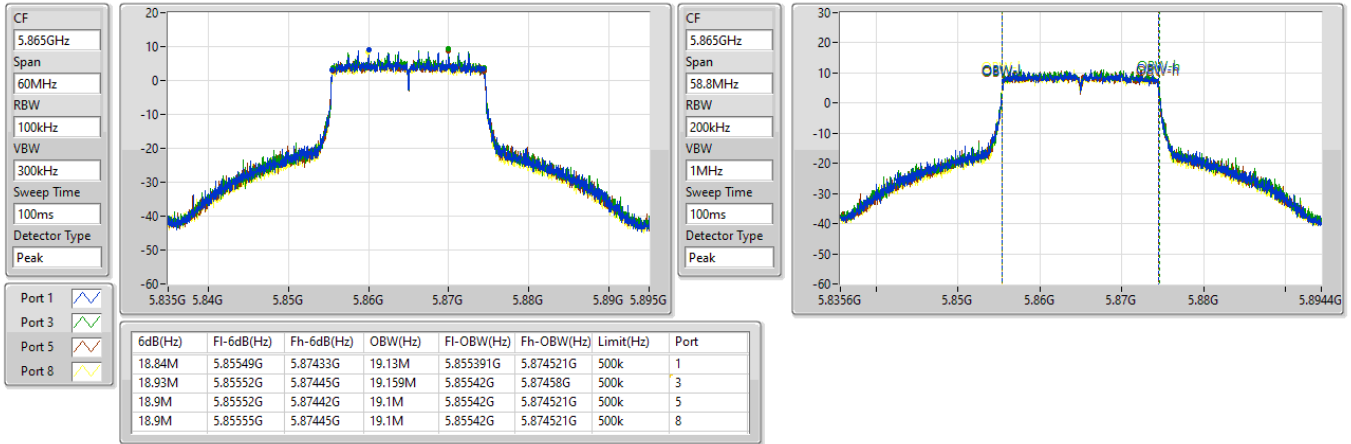 CF
5.865GHz
Span
60MHz
RBW
100kHz
VBW
300kHz
Sweep Time
100ms
Detector Type
Peak
20
10
0
-10
-20
-30
-40
-50
-60
5.835G 5.84G 5.85G 5.86G 5.87G 5.88G 5.89G 5.895G
CF
5.865GHz
Span
58.8MHz
RBW
200kHz
VBW
1MHz
Sweep Time
100ms
Detector Type
Peak
30
20
10
0
-10
-20
-30
-40
-50
-60
OBW-l OBW-h
5.8356G 5.85G 5.86G 5.87G 5.88G 5.8944G
Port 1
Port 3
Port 5
Port 8
6dB(Hz) Fl-6dB(Hz) Fh-6dB(Hz) OBW(Hz) Fl-OBW(Hz) Fh-OBW(Hz) Limit(Hz) Port
18.84M 5.85549G 5.87433G 19.13M 5.855391G 5.874521G 500k 1
18.93M 5.85552G 5.87445G 19.159M 5.85542G 5.87458G 500k 3
18.9M 5.85552G 5.87442G 19.1M 5.85542G 5.874521G 500k 5
18.9M 5.85555G 5.87445G 19.1M 5.85542G 5.874521G 500k 8